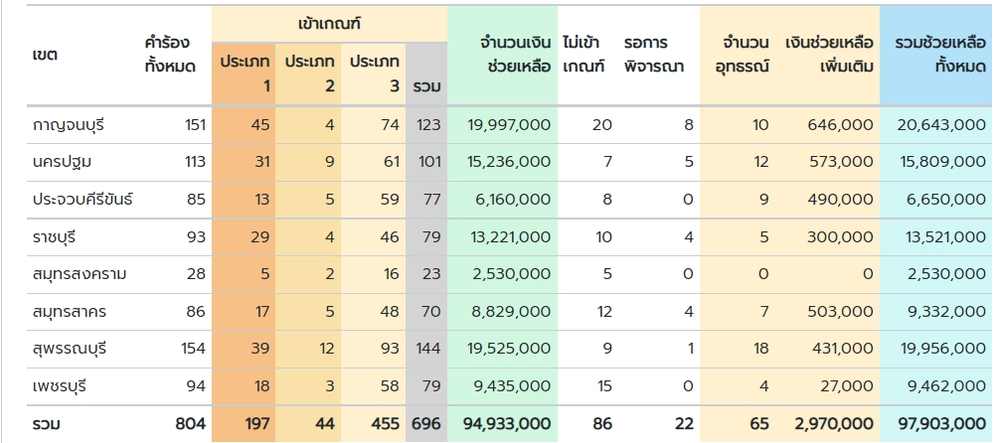 เขต คำร้องทั้งหมด เข้าเกณฑ์ ประเภท 1 ประเภท 2 ประเภท 3 รวม จำนวนเงินช่วยเหลือ ไม่เข้าเกณฑ์ รอการพิจารณา จำนวนอุทธรณ์ เงินช่วยเหลือเพิ่มเติม รวมช้วยเหลือทั้งหมด
กาญจนบุรี 151 45 4 74 123 19,997,000 20 8 10 646,000 20,643,000
นครปฐม 113 31 9 61 101 15,236,000 7 5 12 573,000 15,809,000
ประจวบคีรีขันธ์ 85 13 5 59 77 6,160,000 8 0 9 490,000 6,650,000
ราชบุรี 93 29 4 46 79 13,221,000 10 4 5 300,000 13,521,000
สมุทรสงคราม 28 5 2 16 23 2,530,000 5 0 0 0 2,530,000
สมุทรสาคร 86 17 5 48 70 8,829,000 12 4 7 503,000 9,332,000
สุพรรณบุรี 154 39 12 93 144 19,525,000 9 1 18 431,000 19,956,000
เพชรบุรี 94 18 3 58 79 9,435,000 15 0 4 27,000 9,462,000
รวม 804 197 44 455 696 94,933,000 86 22 65 2,970,000 97,903,000